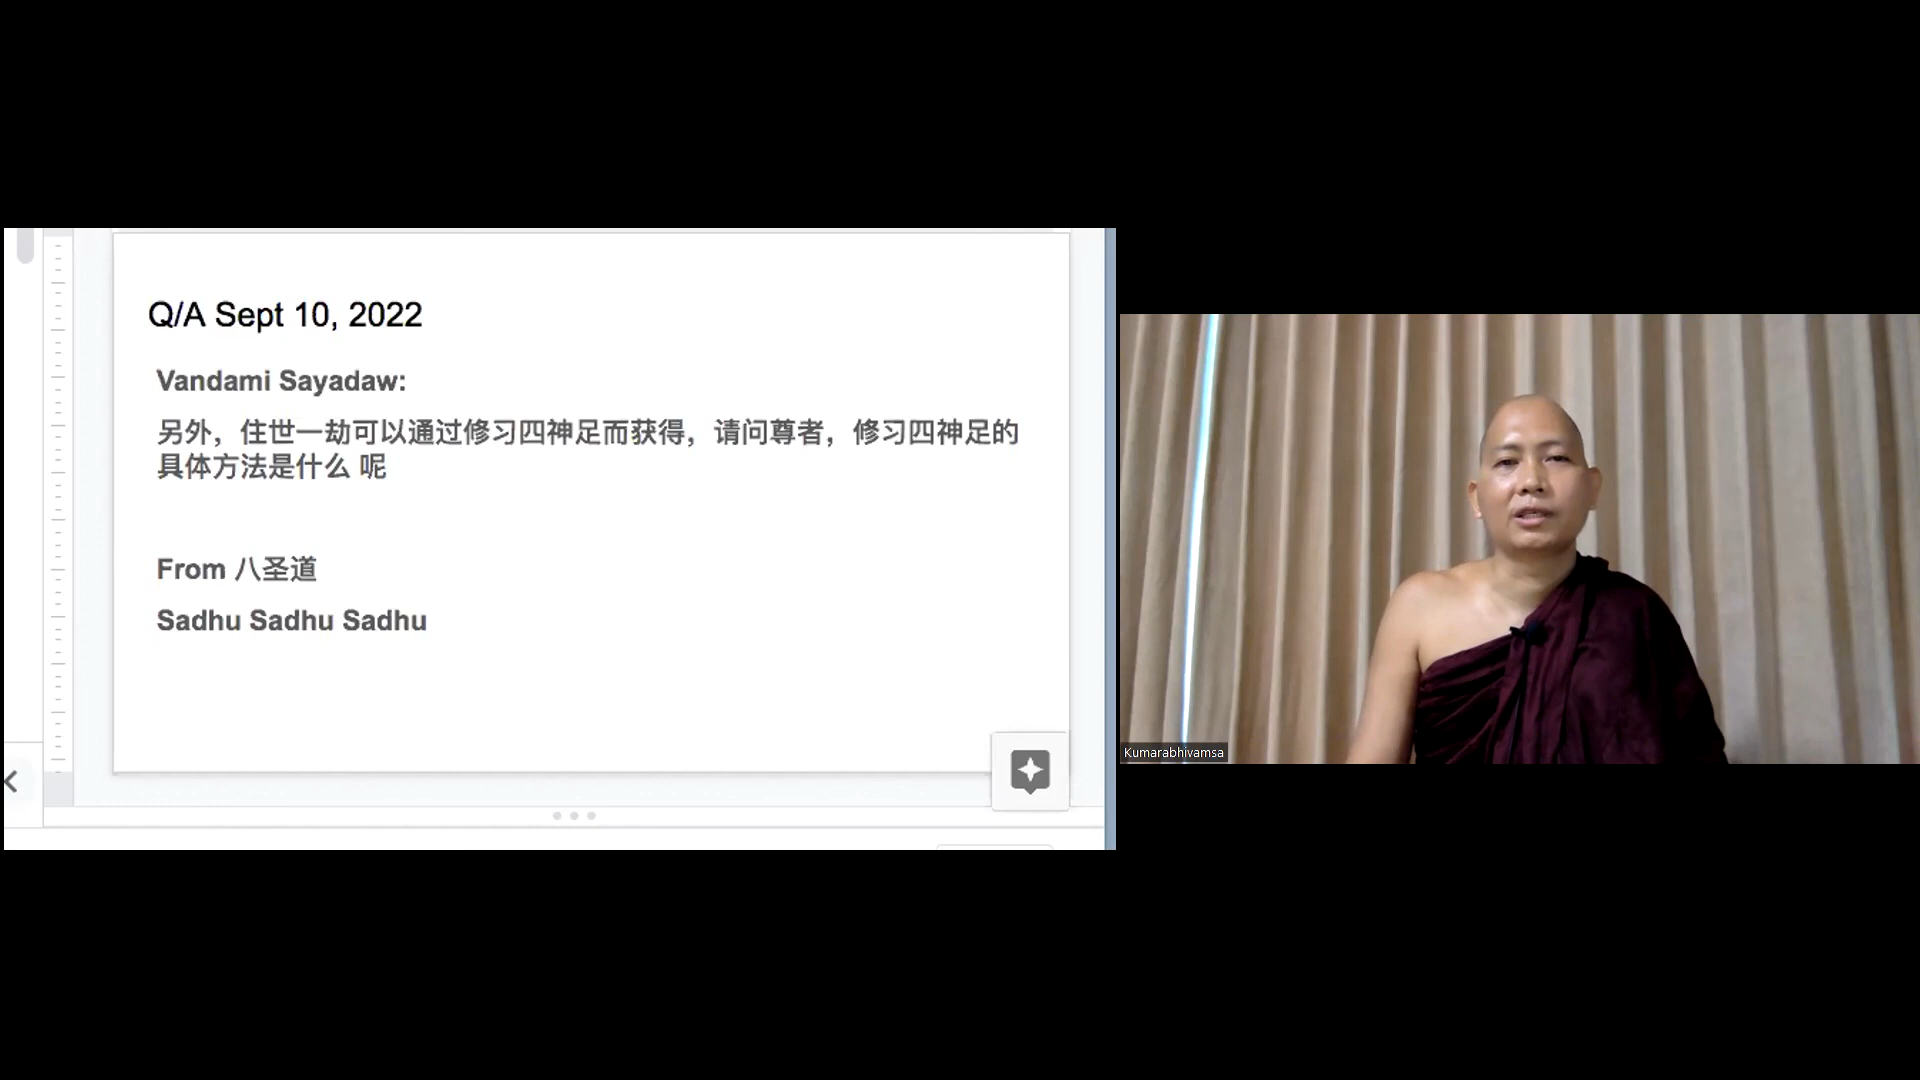 Q/A Sept 10, 2022
Vandami Sayadaw:
另外，住世一劫可以通过修习四神足而获得，请问尊者，修习四神足的
具体方法是什么 呢
From 八圣道
Sadhu Sadhu Sadhu
Kumarabhivamsa